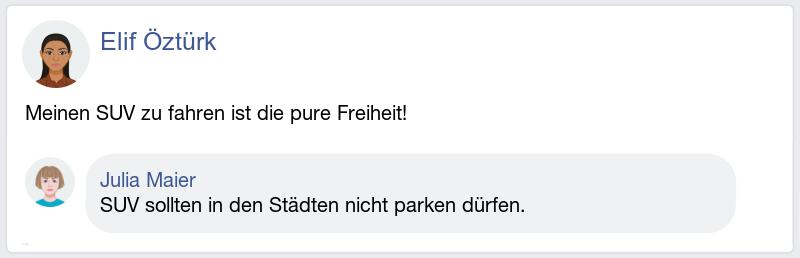 Elif Öztürk
Meinen SUV zu fahren ist die pure Freiheit!
Julia Maier
SUV sollten in den Städten nicht parken dürfen.